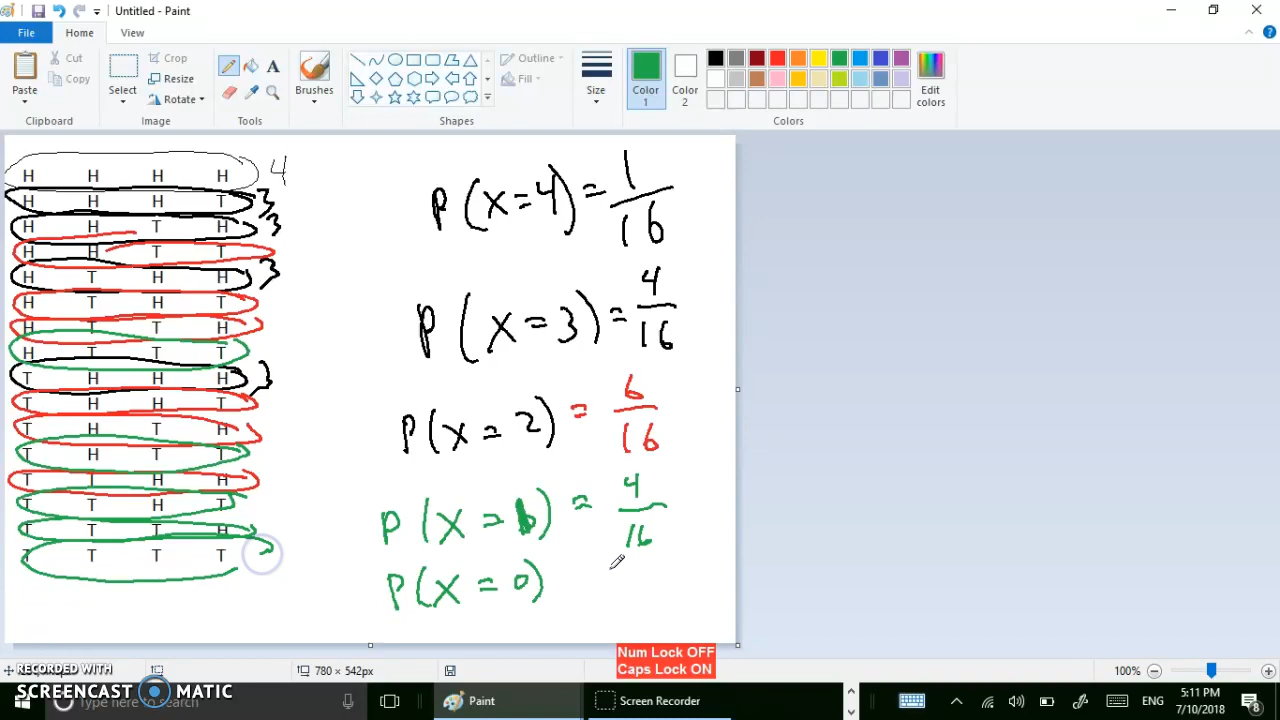 Untitled - Paint
File Home View
Paste Cut Copy Clipboard
Select Crop Resize Rotate Image
Tools
Brushes
Shapes Outline Fill
Size
Color 1 Color 2 Edit colors Colors
H H H H 4
H H H T 3
H H T H 3
H H T T
H T H H 3
H T H T
H T T H
H T T T
T H H H 3
T H H T
T H T H
T H T T
T T H H
T T H T
T T T H
T T T T
P(X=4)=1/16
P(X=3)=4/16
P(X=2)=6/16
P(X=1)=4/16
P(X=0)
Num Lock OFF
Caps Lock ON
780 × 542px
100%
RECORDED WITH
SCREENCAST MATIC
Type here to search
Paint
Screen Recorder
ENG
5:11 PM
7/10/2018
8